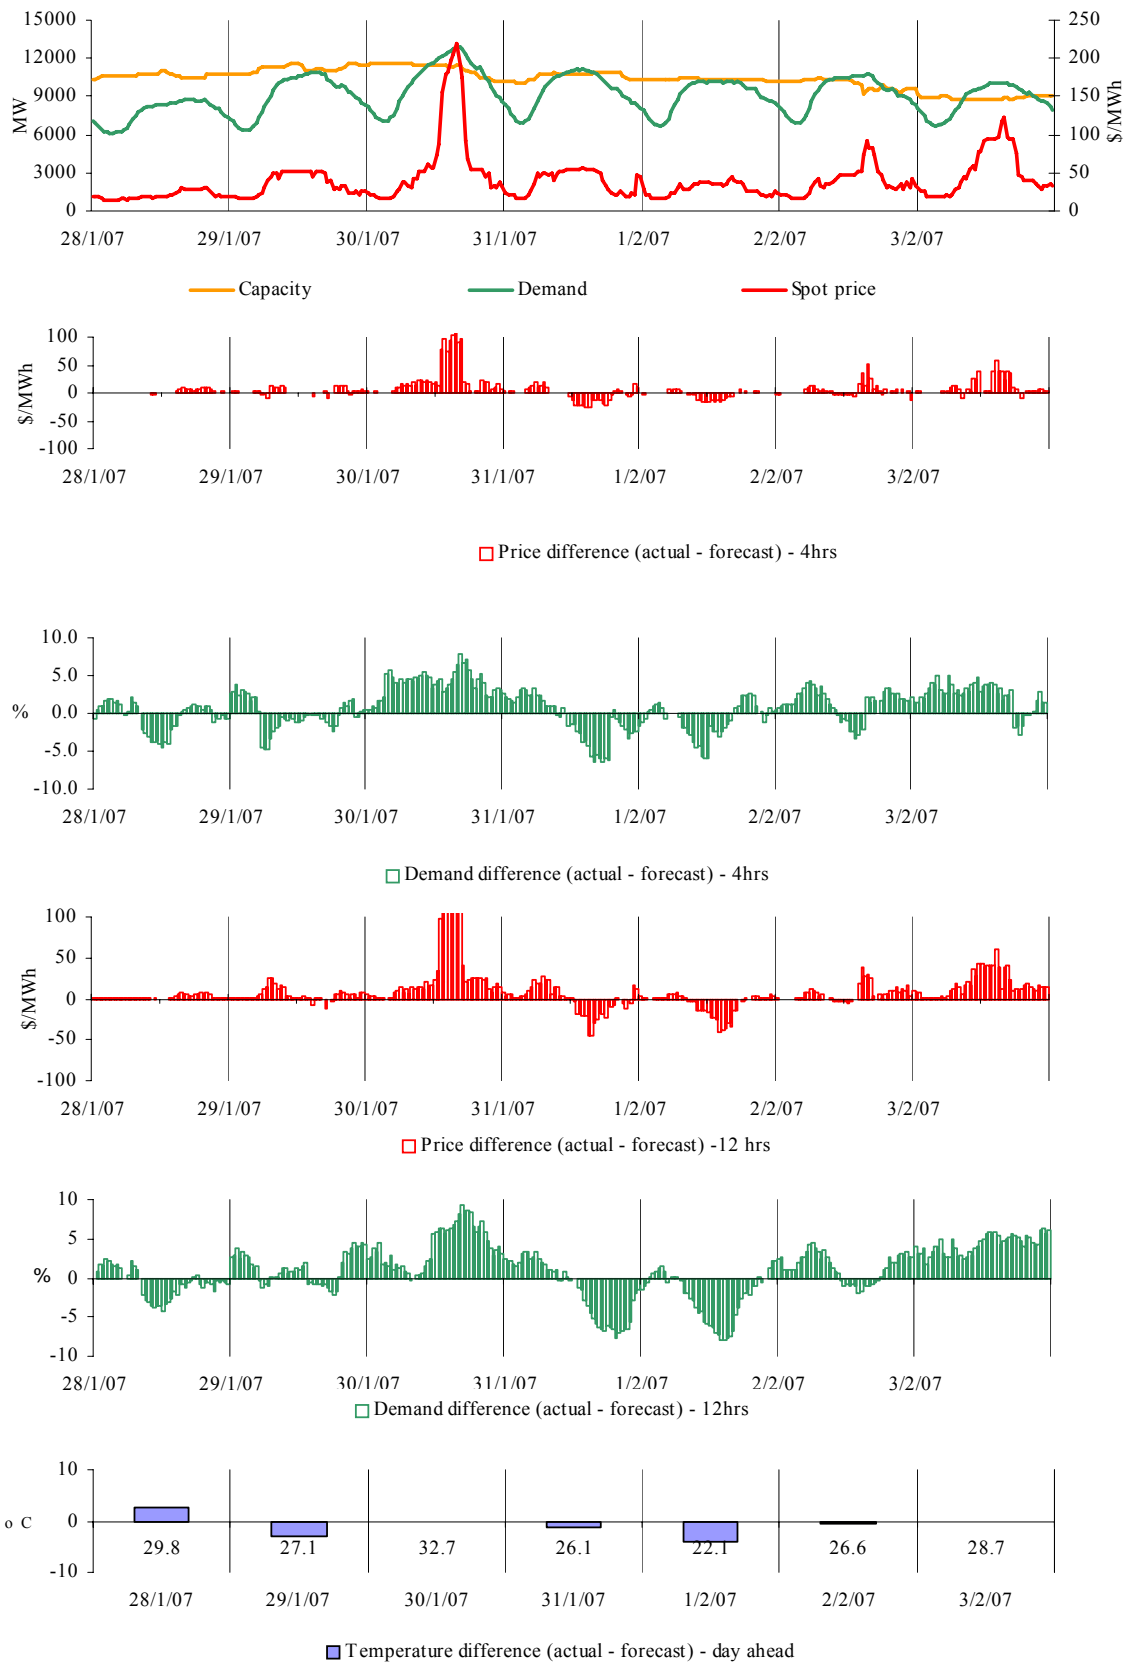 15000 250
12000 200
9000 150
6000 100
3000 50
0 0
MW
$/MWh
28/1/07 29/1/07 30/1/07 31/1/07 1/2/07 2/2/07 3/2/07
Capacity Demand Spot price
100
50
0
-50
-100
$/MWh
28/1/07 29/1/07 30/1/07 31/1/07 1/2/07 2/2/07 3/2/07
Price difference (actual - forecast) - 4hrs
10.0
5.0
0.0
-5.0
-10.0
%
28/1/07 29/1/07 30/1/07 31/1/07 1/2/07 2/2/07 3/2/07
Demand difference (actual - forecast) - 4hrs
100
50
0
-50
-100
$/MWh
28/1/07 29/1/07 30/1/07 31/1/07 1/2/07 2/2/07 3/2/07
Price difference (actual - forecast) -12 hrs
10
5
0
-5
-10
%
28/1/07 29/1/07 30/1/07 31/1/07 1/2/07 2/2/07 3/2/07
Demand difference (actual - forecast) - 12hrs
10
0
-10
o C
29.8 27.1 32.7 26.1 22.1 26.6 28.7
28/1/07 29/1/07 30/1/07 31/1/07 1/2/07 2/2/07 3/2/07
Temperature difference (actual - forecast) - day ahead